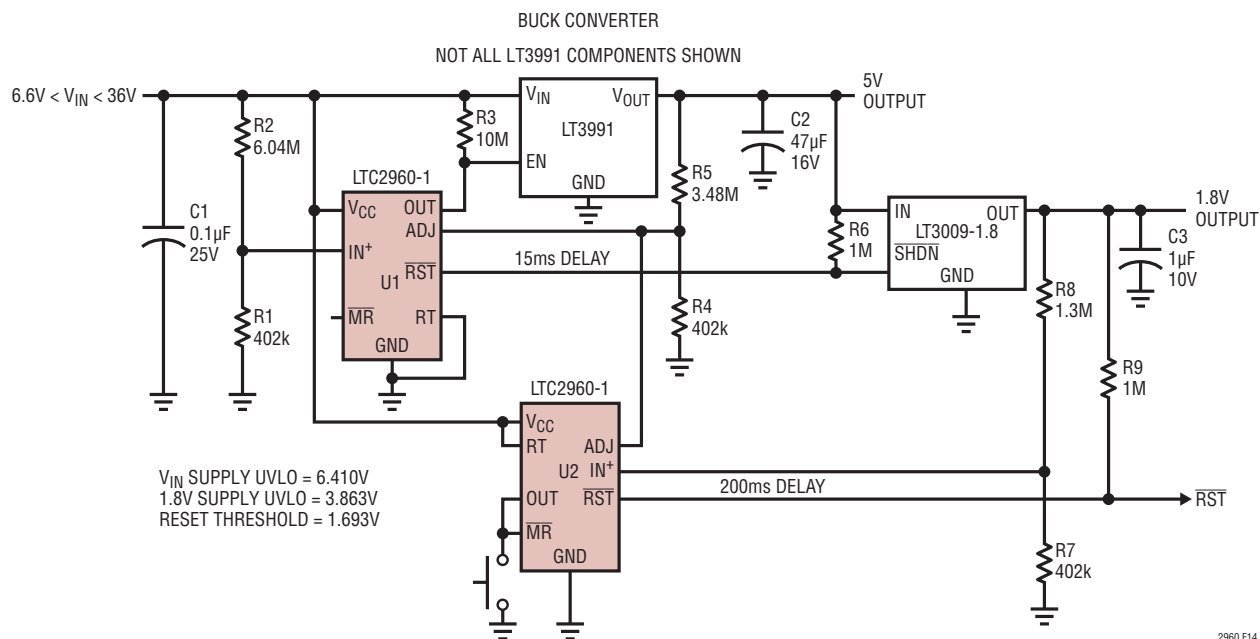 BUCK CONVERTER
NOT ALL LT3991 COMPONENTS SHOWN
6.6V < VIN < 36V
R2
6.04M
R3
10M
VIN
VOUT
LT3991
EN
GND
5V
OUTPUT
C2
47µF
16V
R5
3.48M
LTC2960-1
VCC
OUT
ADJ
IN+
RST
U1
MR
RT
GND
C1
0.1µF
25V
R1
402k
15ms DELAY
R4
402k
R6
1M
IN
OUT
LT3009-1.8
SHDN
GND
1.8V
OUTPUT
C3
1µF
10V
R8
1.3M
R9
1M
LTC2960-1
VCC
RT
ADJ
U2
IN+
OUT
RST
MR
GND
200ms DELAY
RST
R7
402k
VIN SUPPLY UVLO = 6.410V
1.8V SUPPLY UVLO = 3.863V
RESET THRESHOLD = 1.693V
2960 F14